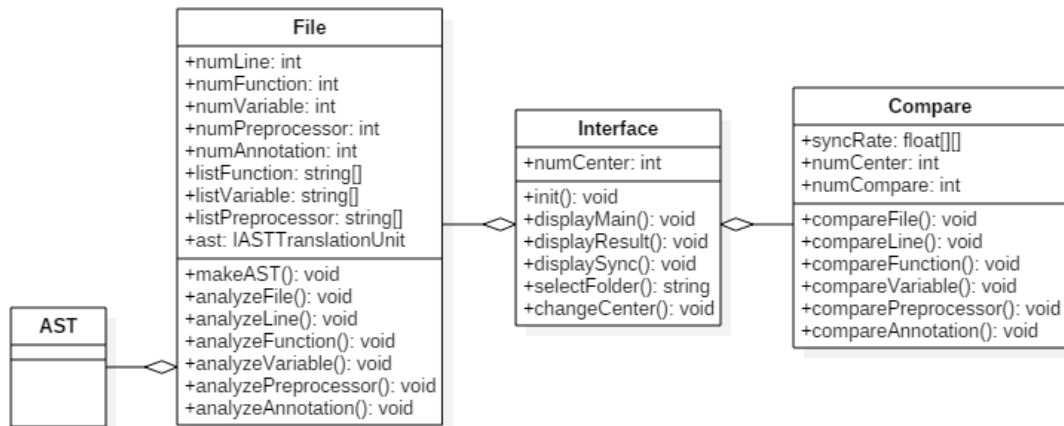 File
+numLine: int
+numFunction: int
+numVariable: int
+numPreprocessor: int
+numAnnotation: int
+listFunction: string[]
+listVariable: string[]
+listPreprocessor: string[]
+ast: IASTTranslationUnit
+makeAST(): void
+analyzeFile(): void
+analyzeLine(): void
+analyzeFunction(): void
+analyzeVariable(): void
+analyzePreprocessor(): void
+analyzeAnnotation(): void
AST
Interface
+numCenter: int
+init(): void
+displayMain(): void
+displayResult(): void
+displaySync(): void
+selectFolder(): string
+changeCenter(): void
Compare
+syncRate: float[][]
+numCenter: int
+numCompare: int
+compareFile(): void
+compareLine(): void
+compareFunction(): void
+compareVariable(): void
+comparePreprocessor(): void
+compareAnnotation(): void